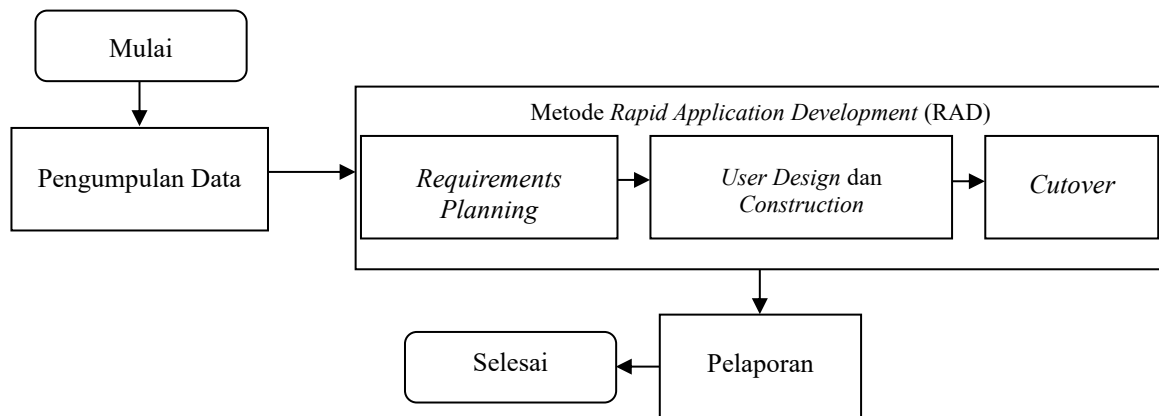 Mulai
Pengumpulan Data
Metode Rapid Application Development (RAD)
Requirements
Planning
User Design dan
Construction
Cutover
Pelaporan
Selesai